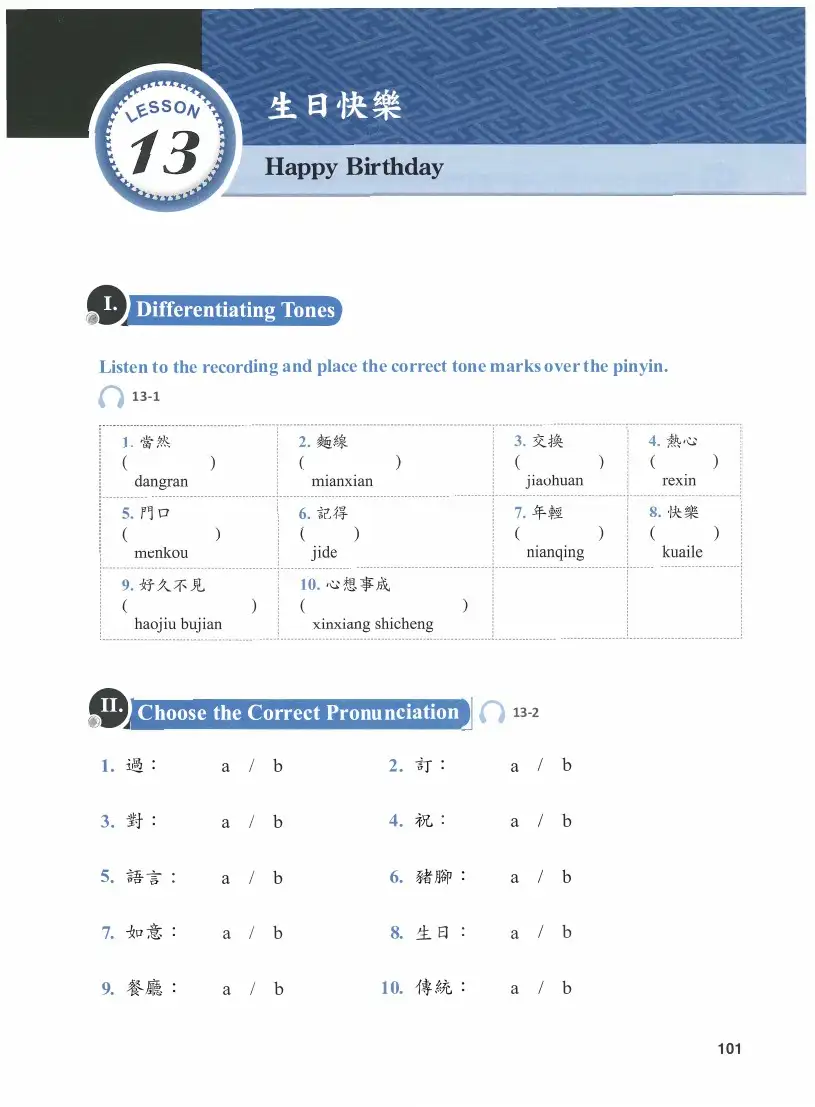 LESSON
13
生日快樂
Happy Birthday
I. Differentiating Tones
Listen to the recording and place the correct tone marks over the pinyin.
13-1
1. 當然 2. 麵線 3. 交換 4. 熱心
( ) ( ) ( ) ( )
dangran mianxian jiaohuan rexin
5. 門口 6. 記得 7. 年輕 8. 快樂
( ) ( ) ( ) ( )
menkou jide nianqing kuaile
9. 好久不見 10. 心想事成
( ) ( )
haojiu bujian xinxiang shicheng
II. Choose the Correct Pronunciation 13-2
1. 過： a / b 2. 訂： a / b
3. 對： a / b 4. 祝： a / b
5. 語言： a / b 6. 豬腳： a / b
7. 如意： a / b 8. 生日： a / b
9. 餐廳： a / b 10. 傳統： a / b
101